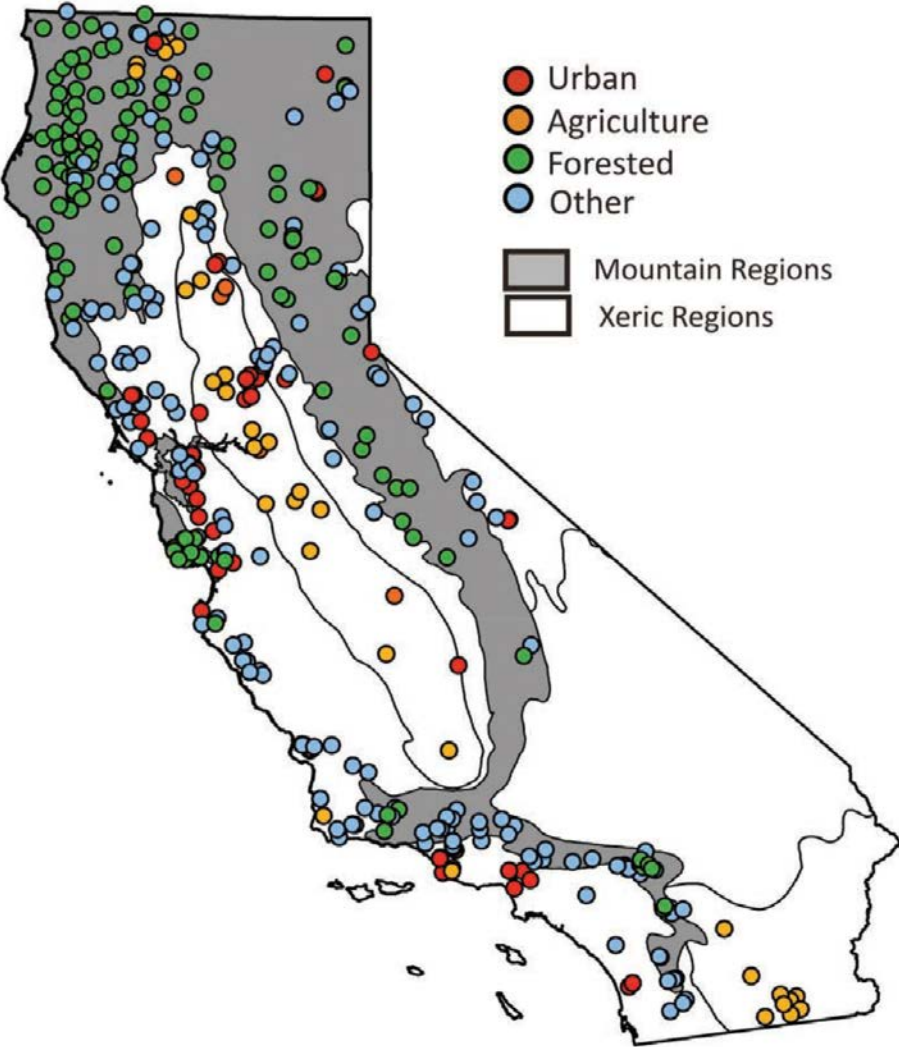 Urban
Agriculture
Forested
Other
Mountain Regions
Xeric Regions